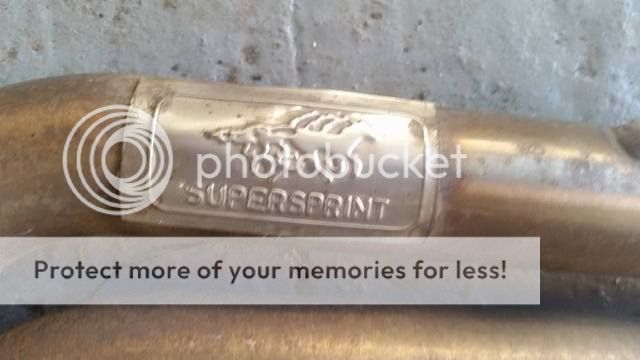 photobucket
SUPERSPRINT
Protect more of your memories for less!